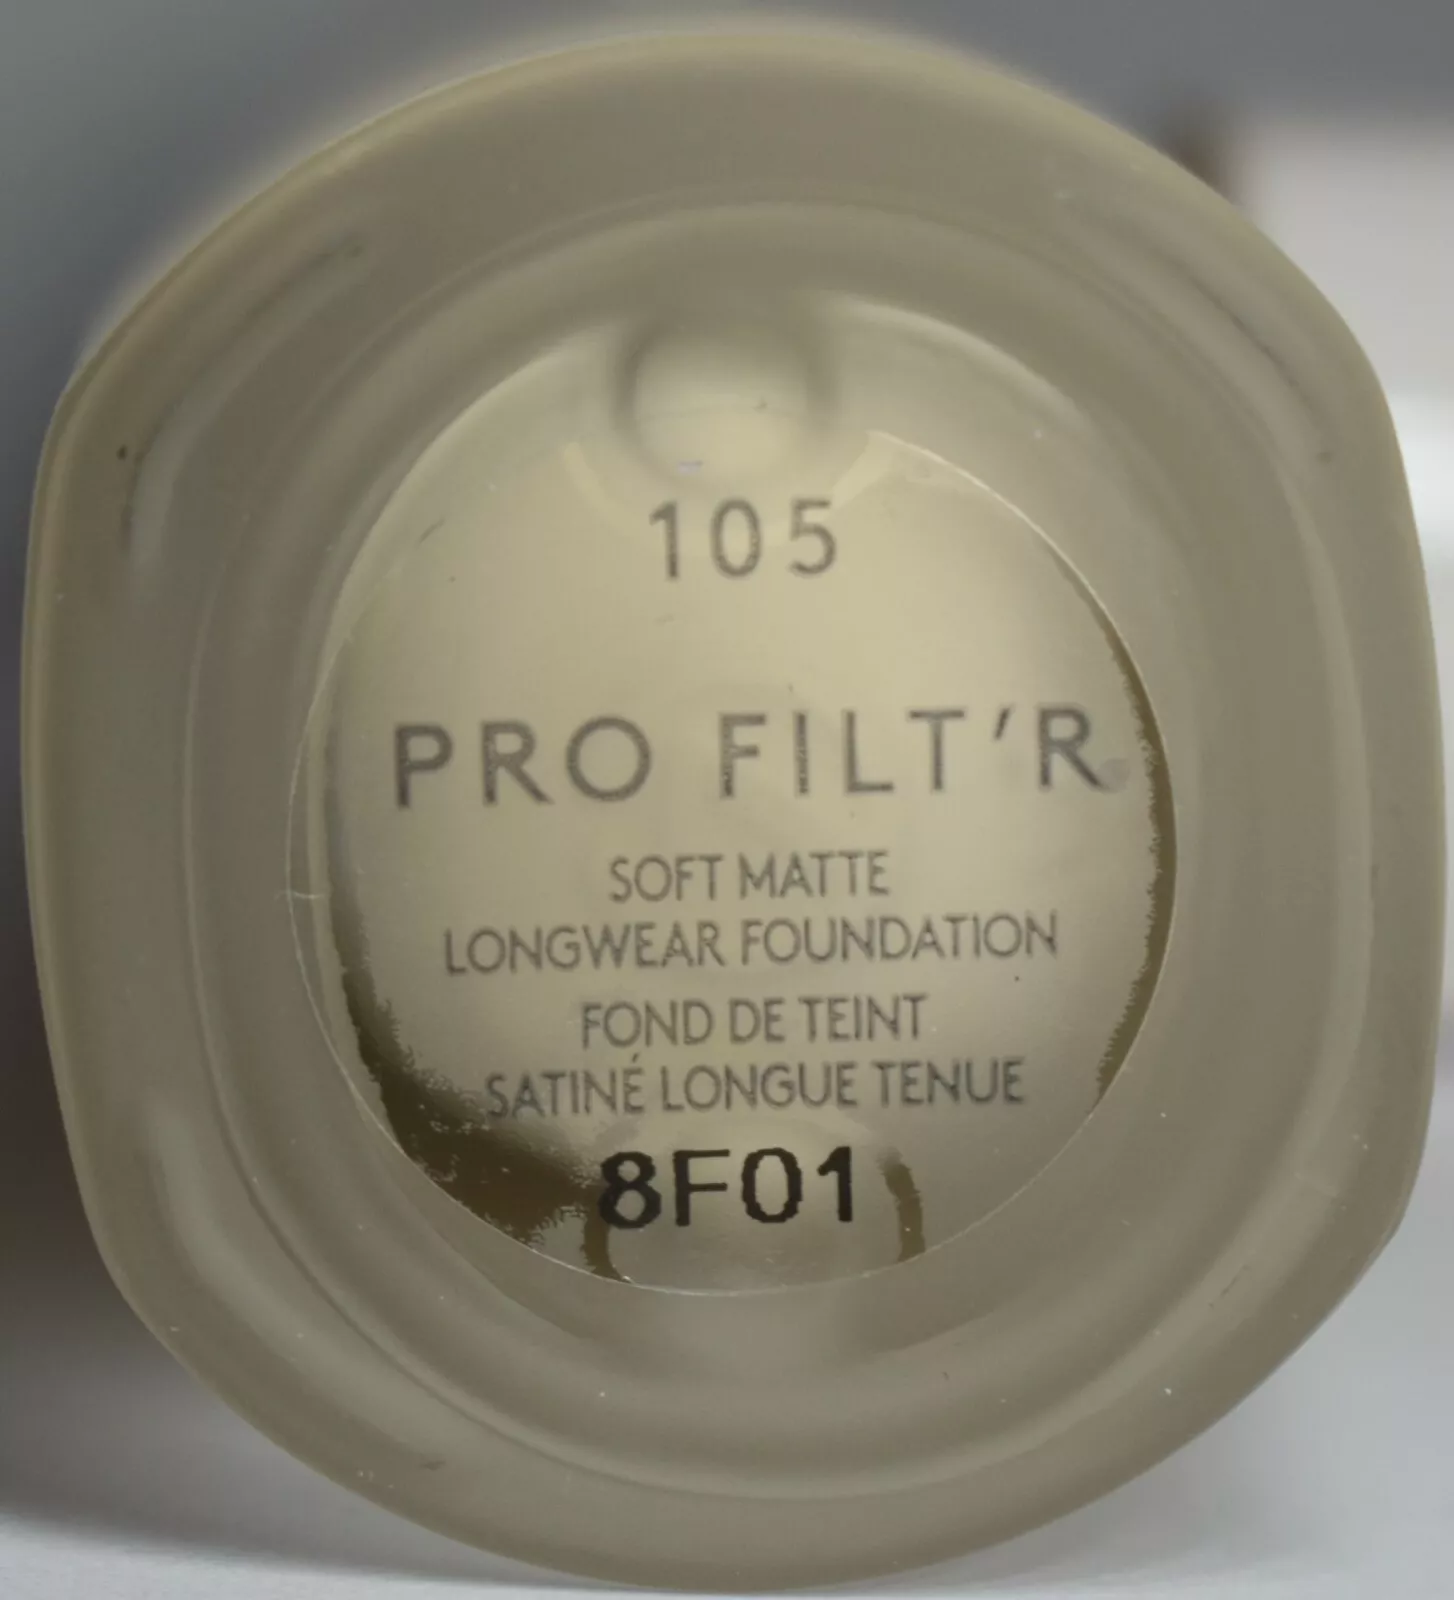 105
PRO FILT'R
SOFT MATTE
LONGWEAR FOUNDATION
FOND DE TEINT
SATINÉ LONGUE TENUE
8F01